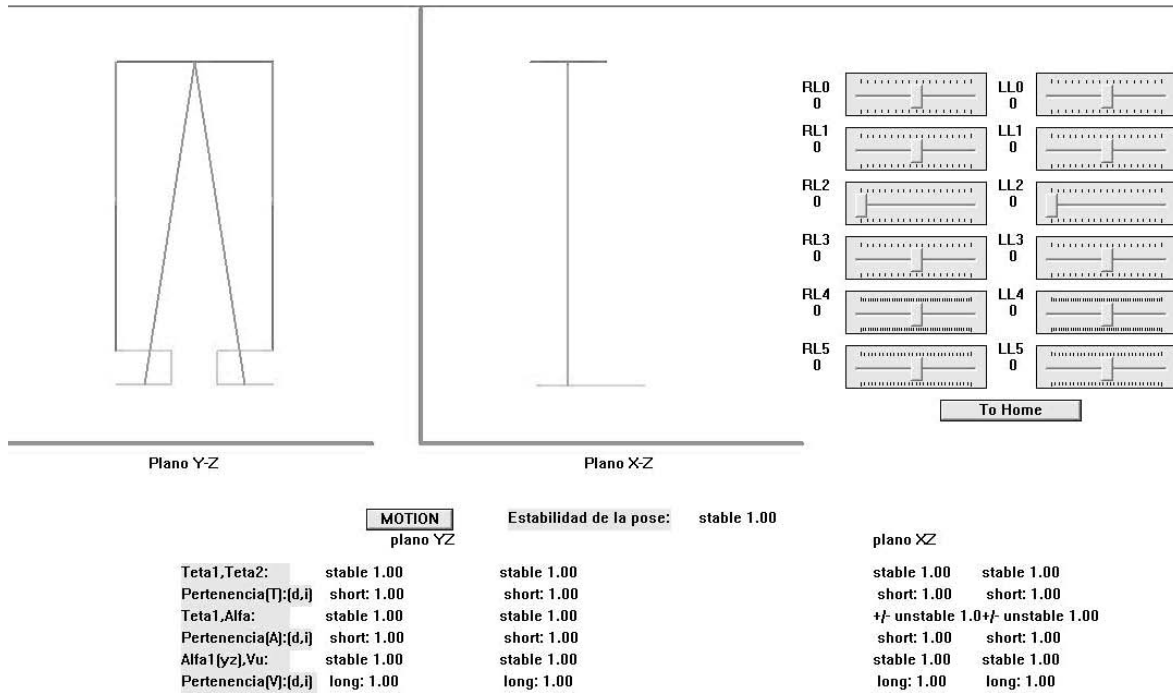 RL0 LL0
0 0
RL1 LL1
0 0
RL2 LL2
0 0
RL3 LL3
0 0
RL4 LL4
0 0
RL5 LL5
0 0
To Home
Plano Y-Z Plano X-Z
MOTION Estabilidad de la pose: stable 1.00
plano YZ plano XZ
Teta1,Teta2: stable 1.00 stable 1.00 stable 1.00 stable 1.00
Pertenencia(T):(d,i) short: 1.00 short: 1.00 short: 1.00 short: 1.00
Teta1,Alfa: stable 1.00 stable 1.00 +/- unstable 1.0+/- unstable 1.00
Pertenencia(A):(d,i) short: 1.00 short: 1.00 short: 1.00 short: 1.00
Alfa1(yz),Vu: stable 1.00 stable 1.00 stable 1.00 stable 1.00
Pertenencia(V):(d,i) long: 1.00 long: 1.00 long: 1.00 long: 1.00